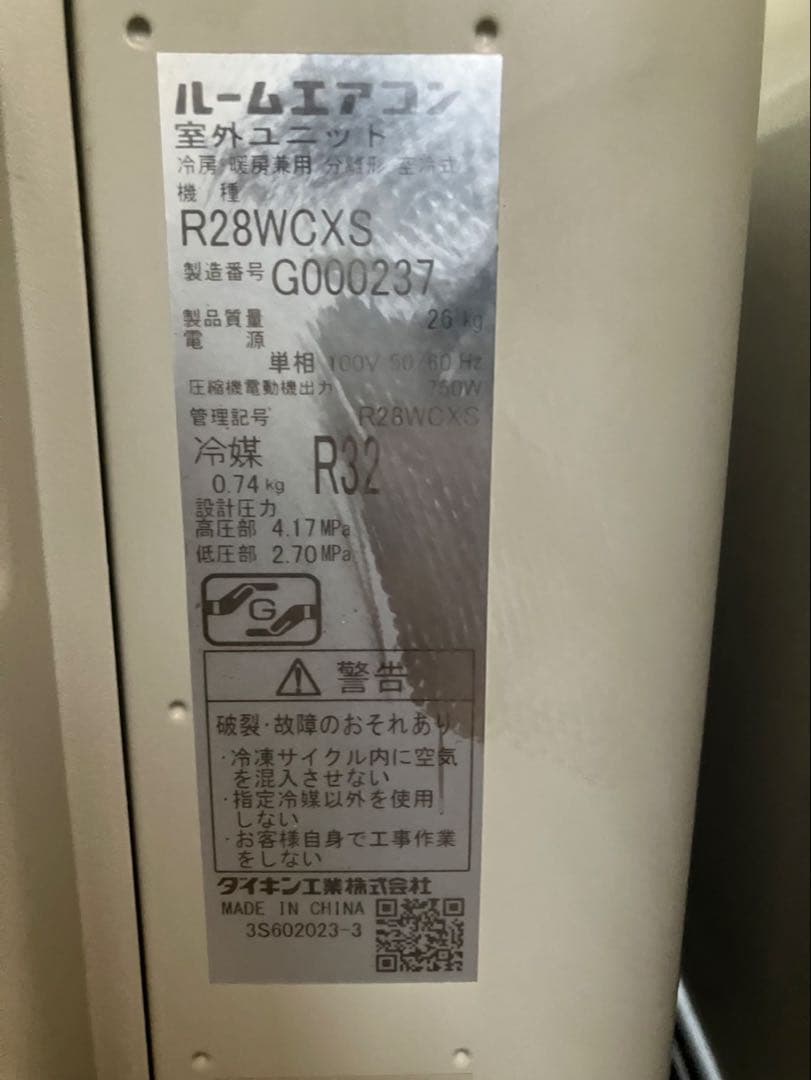 ルームエアコン
室外ユニット
冷房・暖房兼用 分離形 空冷式
機種
R28WCXS
製造番号 G000237
製品質量 26 kg
電源
単相 100V 50/60 Hz
圧縮機電動機出力 750W
管理記号 R28WCXS
冷媒 R32
0.74 kg
設計圧力
高圧部 4.17 MPa
低圧部 2.70 MPa
G
警告
破裂・故障のおそれあり
・冷凍サイクル内に空気
を混入させない
・指定冷媒以外を使用
しない
・お客様自身で工事作業
をしない
ダイキン工業株式会社
MADE IN CHINA
3S602023-3